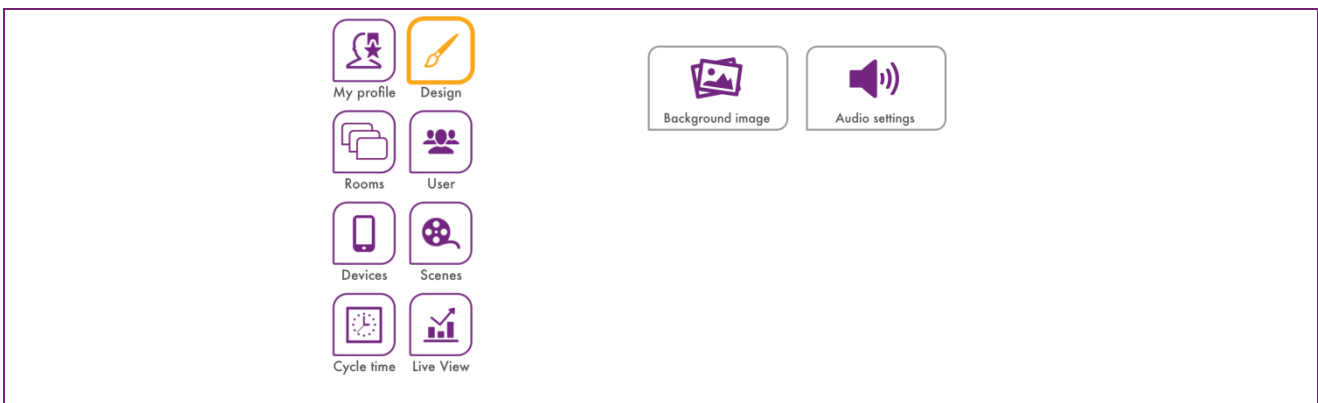 My profile
Design
Background image
Audio settings
Rooms
User
Devices
Scenes
Cycle time
Live View